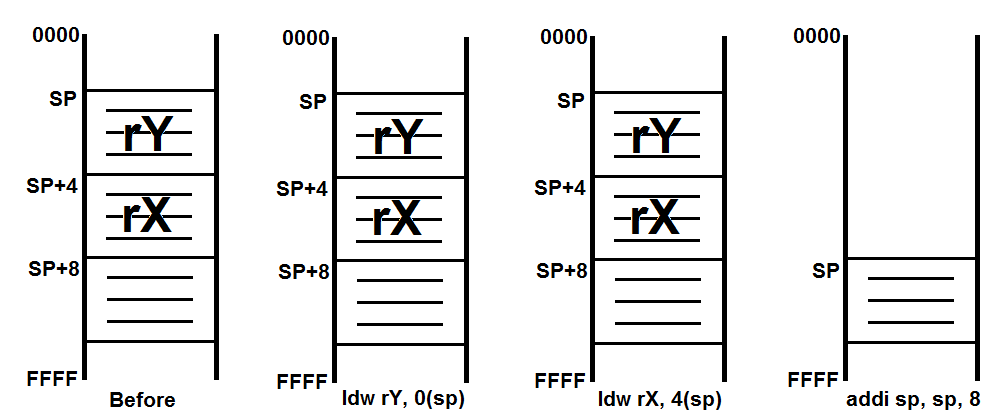 0000
SP
rY
SP+4
rX
SP+8
FFFF
Before
0000
SP
rY
SP+4
rX
SP+8
FFFF
ldw rY, 0(sp)
0000
SP
rY
SP+4
rX
SP+8
FFFF
ldw rX, 4(sp)
0000
SP
FFFF
addi sp, sp, 8